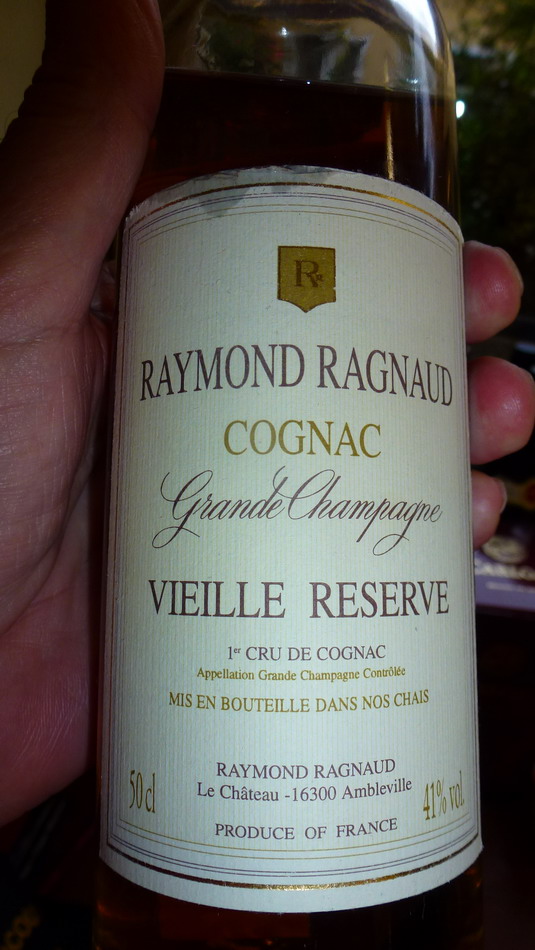 R
RAYMOND RAGNAUD
COGNAC
Grande Champagne
VIEILLE RESERVE
1er CRU DE COGNAC
Appellation Grande Champagne Contrôlée
MIS EN BOUTEILLE DANS NOS CHAIS
RAYMOND RAGNAUD
Le Château -16300 Ambleville
50 cl
41% vol.
PRODUCE OF FRANCE